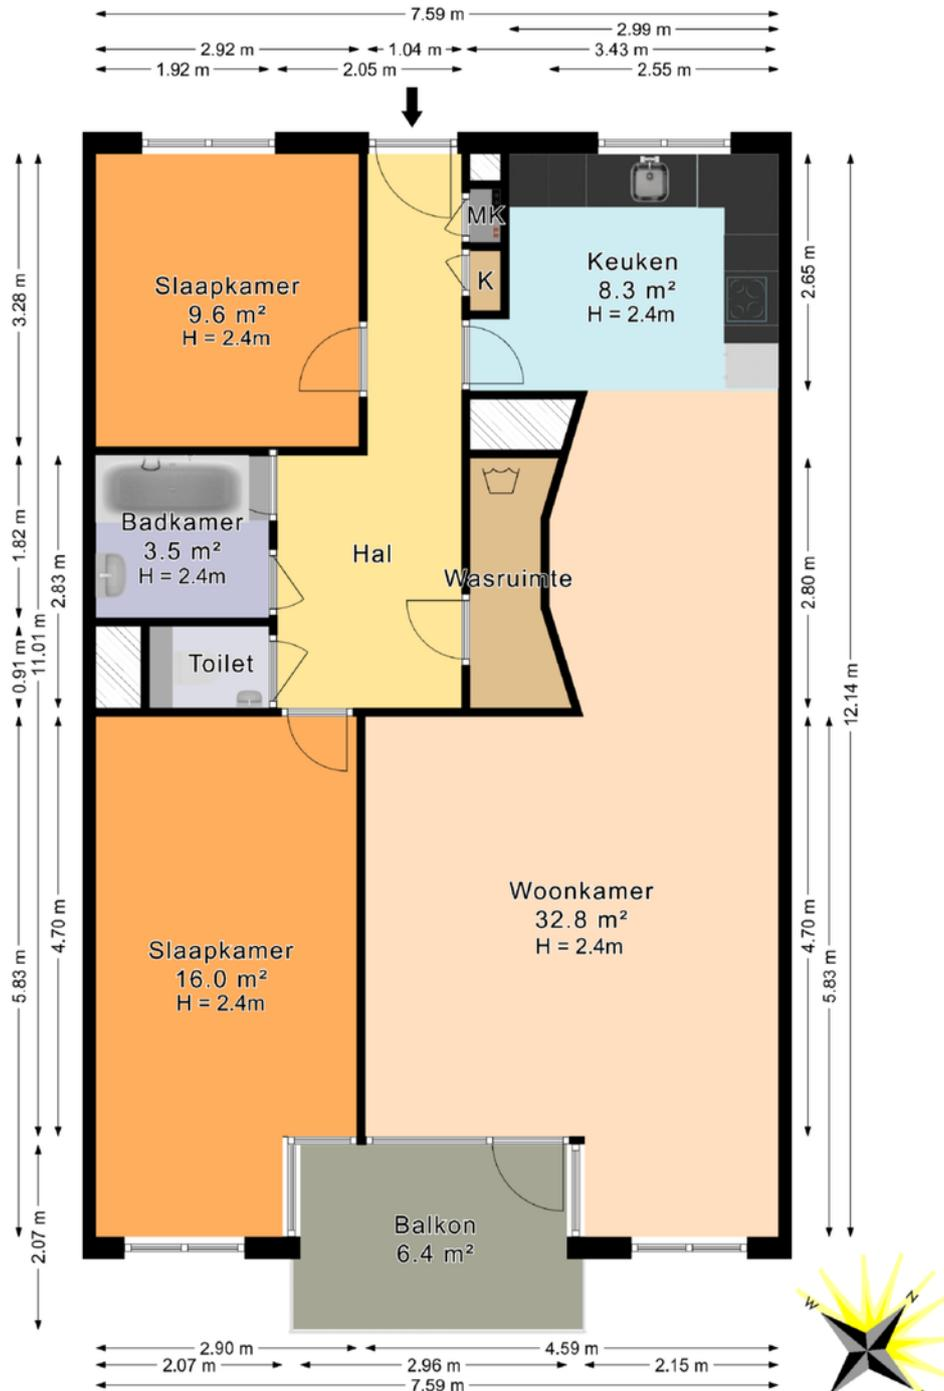 7.59 m
2.99 m
2.92 m
1.04 m
3.43 m
1.92 m
2.05 m
2.55 m
MK
K
Keuken
8.3 m²
H = 2.4m
Slaapkamer
9.6 m²
H = 2.4m
3.28 m
2.65 m
Badkamer
3.5 m²
H = 2.4m
Hal
Wasruimte
1.82 m
2.83 m
2.80 m
Toilet
0.91 m
11.01 m
12.14 m
Woonkamer
32.8 m²
H = 2.4m
Slaapkamer
16.0 m²
H = 2.4m
4.70 m
5.83 m
4.70 m
5.83 m
Balkon
6.4 m²
2.07 m
W
Z
2.90 m
4.59 m
2.07 m
2.96 m
2.15 m
7.59 m